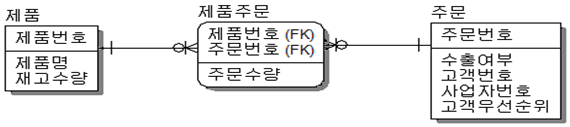 제품
제품번호
제품명
재고수량
제품주문
제품번호 (FK)
주문번호 (FK)
주문수량
주문
주문번호
수출여부
고객번호
사업자번호
고객우선순위